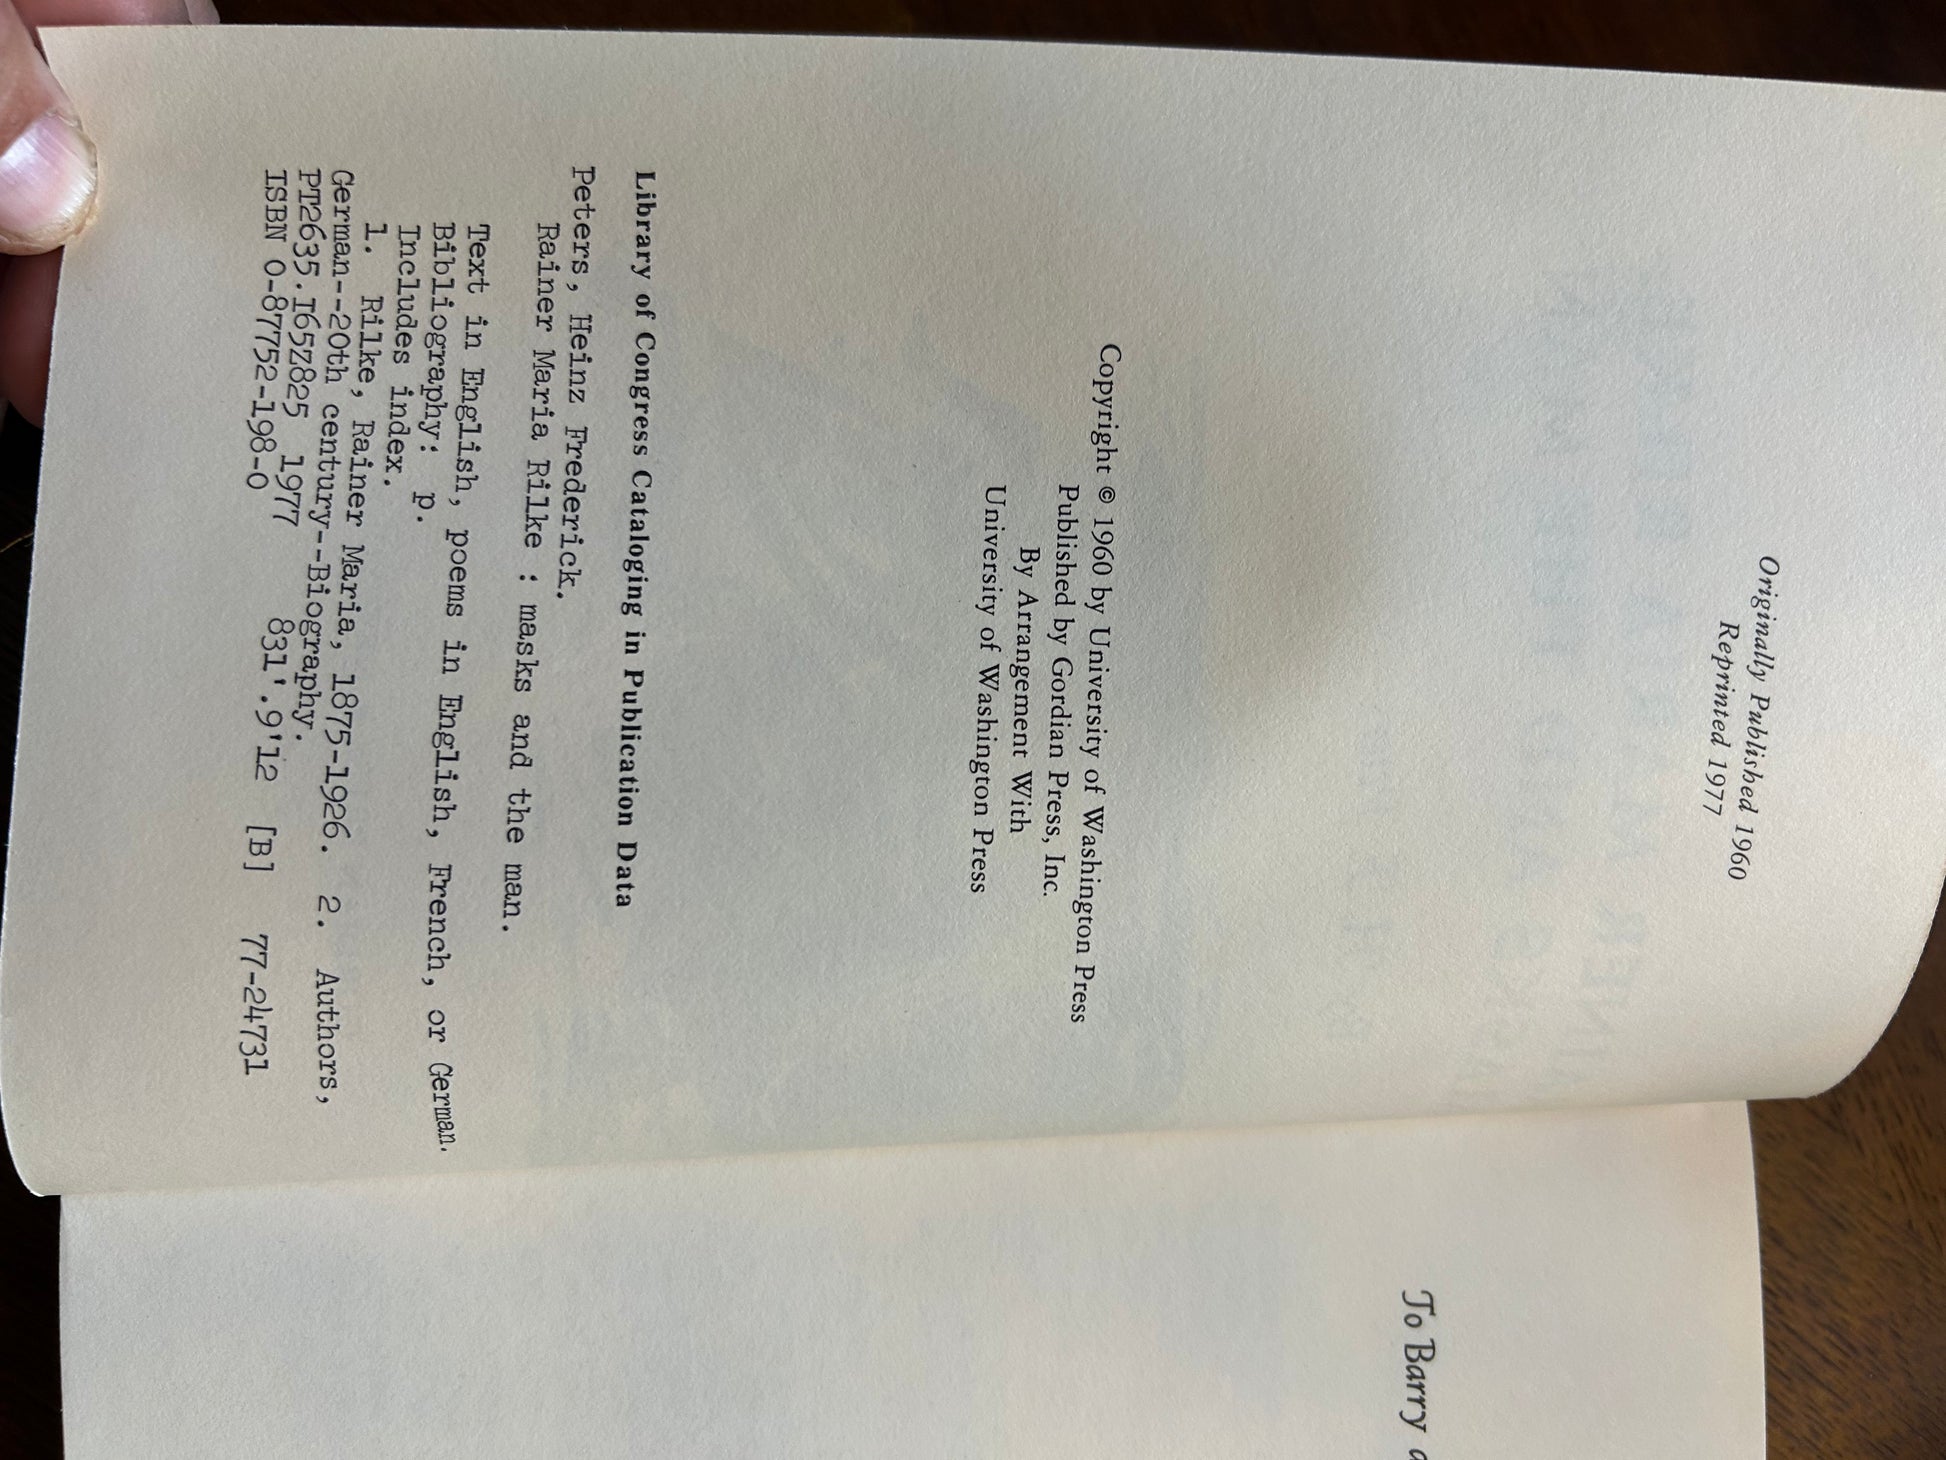 Originally Published 1960
Reprinted 1977
Copyright © 1960 by University of Washington Press
Published by Gordian Press, Inc.
By Arrangement With
University of Washington Press
Library of Congress Cataloging in Publication Data
Peters, Heinz Frederick.
Rainer Maria Rilke : masks and the man.
Text in English, poems in English, French, or German.
Bibliography: p.
Includes index.
1. Rilke, Rainer Maria, 1875-1926. 2. Authors,
German--20th century--Biography.
PT2635.I65Z825 1977 831'.9'12 [B] 77-24731
ISBN 0-87752-198-0
To Barry